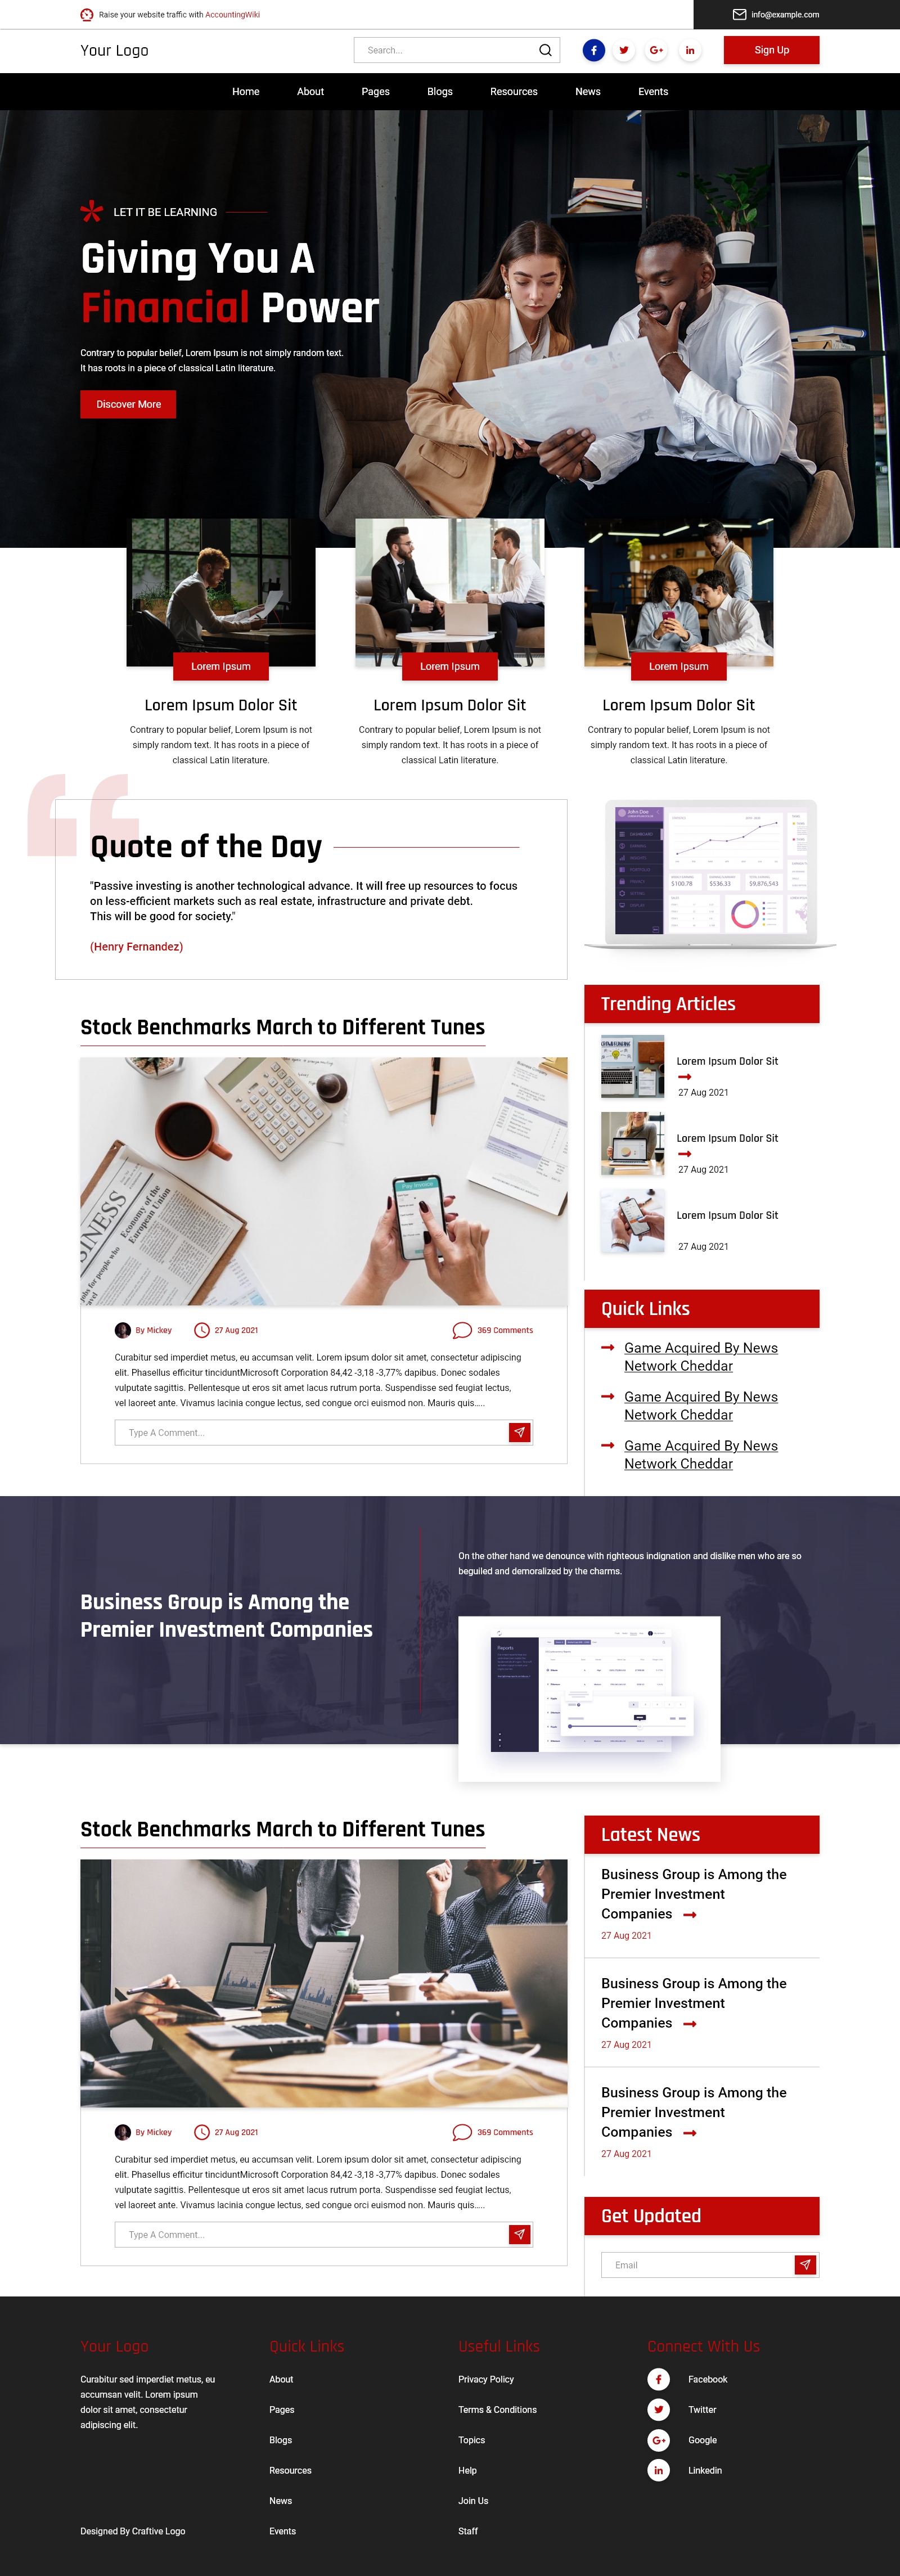 Raise your website traffic with AccountingWiki
info@example.com
Your Logo
Search...
Sign Up
Home
About
Pages
Blogs
Resources
News
Events
LET IT BE LEARNING
Giving You A
Financial Power
Contrary to popular belief, Lorem Ipsum is not simply random text.
It has roots in a piece of classical Latin literature.
Discover More
Lorem Ipsum
Lorem Ipsum Dolor Sit
Contrary to popular belief, Lorem Ipsum is not
simply random text. It has roots in a piece of
classical Latin literature.
Lorem Ipsum
Lorem Ipsum Dolor Sit
Contrary to popular belief, Lorem Ipsum is not
simply random text. It has roots in a piece of
classical Latin literature.
Lorem Ipsum
Lorem Ipsum Dolor Sit
Contrary to popular belief, Lorem Ipsum is not
simply random text. It has roots in a piece of
classical Latin literature.
Quote of the Day
"Passive investing is another technological advance. It will free up resources to focus
on less-efficient markets such as real estate, infrastructure and private debt.
This will be good for society."
(Henry Fernandez)
John Doe
DASHBOARD
$100.78
$336.33
$9,876,543
Stock Benchmarks March to Different Tunes
BUSINESS
Economy of the
European Union
jobs for people who
By Mickey
27 Aug 2021
369 Comments
Curabitur sed imperdiet metus, eu accumsan velit. Lorem ipsum dolor sit amet, consectetur adipiscing
elit. Phasellus efficitur tinciduntMicrosoft Corporation 84,42 -3,18 -3,77% dapibus. Donec sodales
vulputate sagittis. Pellentesque ut eros sit amet lacus rutrum porta. Suspendisse sed feugiat lectus,
vel laoreet ante. Vivamus lacinia congue lectus, sed congue orci euismod non. Mauris quis.....
Type A Comment...
Trending Articles
Lorem Ipsum Dolor Sit
27 Aug 2021
Lorem Ipsum Dolor Sit
27 Aug 2021
Lorem Ipsum Dolor Sit
27 Aug 2021
Quick Links
Game Acquired By News
Network Cheddar
Game Acquired By News
Network Cheddar
Game Acquired By News
Network Cheddar
Business Group is Among the
Premier Investment Companies
On the other hand we denounce with righteous indignation and dislike men who are so
beguiled and demoralized by the charms.
Reports
Stock Benchmarks March to Different Tunes
By Mickey
27 Aug 2021
369 Comments
Curabitur sed imperdiet metus, eu accumsan velit. Lorem ipsum dolor sit amet, consectetur adipiscing
elit. Phasellus efficitur tinciduntMicrosoft Corporation 84,42 -3,18 -3,77% dapibus. Donec sodales
vulputate sagittis. Pellentesque ut eros sit amet lacus rutrum porta. Suspendisse sed feugiat lectus,
vel laoreet ante. Vivamus lacinia congue lectus, sed congue orci euismod non. Mauris quis.....
Type A Comment...
Latest News
Business Group is Among the
Premier Investment
Companies
27 Aug 2021
Business Group is Among the
Premier Investment
Companies
27 Aug 2021
Business Group is Among the
Premier Investment
Companies
27 Aug 2021
Get Updated
Email
Your Logo
Curabitur sed imperdiet metus, eu
accumsan velit. Lorem ipsum
dolor sit amet, consectetur
adipiscing elit.
Designed By Craftive Logo
Quick Links
About
Pages
Blogs
Resources
News
Events
Useful Links
Privacy Policy
Terms & Conditions
Topics
Help
Join Us
Staff
Connect With Us
Facebook
Twitter
Google
Linkedin